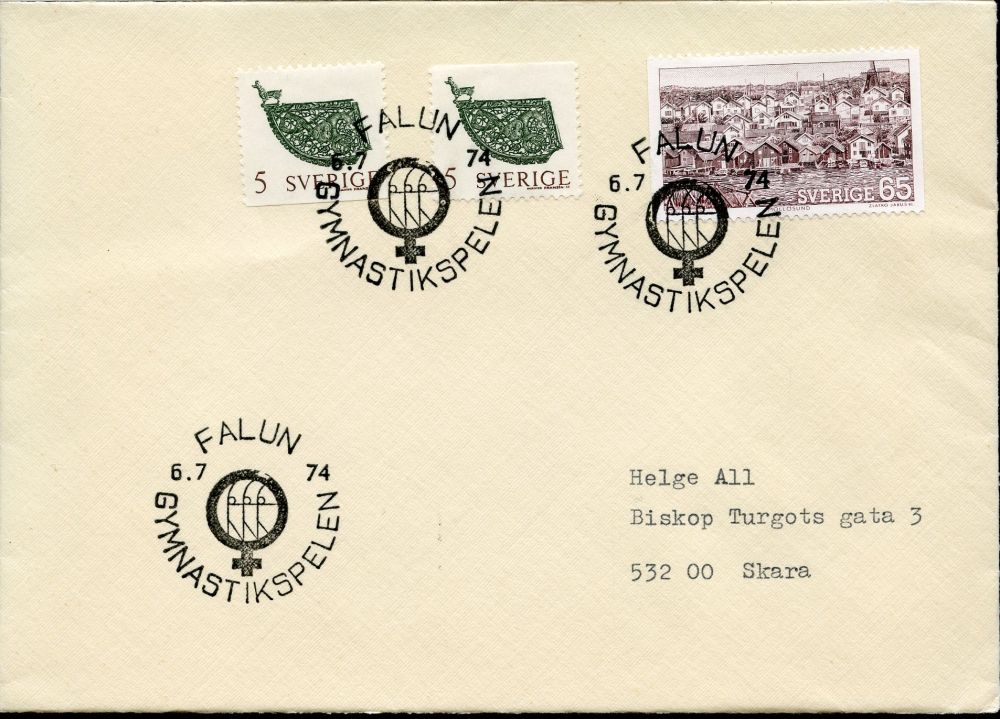 5 SVERIGE
5 SVERIGE
SVERIGE 65
FALUN
6.7 74
GYMNASTIKSPELEN
FALUN
6.7 74
GYMNASTIKSPELEN
FALUN
6.7 74
GYMNASTIKSPELEN
Helge All
Biskop Turgots gata 3
532 00 Skara